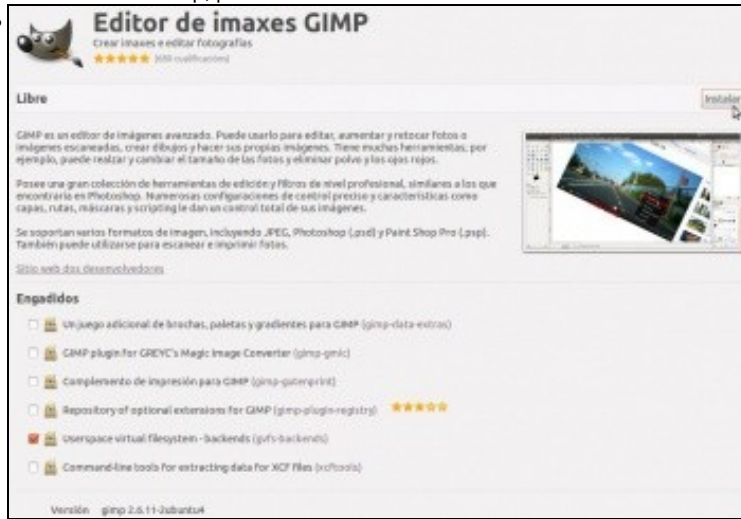 Editor de imaxes GIMP
Crear imaxes e editar fotografías
Libre
Instalar
GIMP es un editor de imágenes avanzado. Puede usarlo para editar, aumentar y retocar fotos o
imágenes escaneadas, crear dibujos y hacer sus propias imágenes. Tiene muchas herramientas; por
ejemplo, puede realzar y cambiar el tamaño de las fotos y eliminar polvo y los ojos rojos.
Posee una gran colección de herramientas de edición y filtros de nivel profesional, similares a los que
encontraría en Photoshop. Numerosas configuraciones de control preciso y características como
capas, rutas, máscaras y scripting le dan un control total de sus imágenes.
Se soportan varios formatos de imagen, incluyendo JPEG, Photoshop (.psd) y Paint Shop Pro (.psp).
También puede utilizarse para escanear e imprimir fotos.
Sitio web dos desenvolvedores
Engadidos
Un juego adicional de brochas, paletas y gradientes para GIMP (gimp-data-extras)
GIMP plugin for GREYC's Magic Image Converter (gimp-gmic)
Complemento de impresión para GIMP (gimp-gutenprint)
Repository of optional extensions for GIMP (gimp-plugin-registry)
Userspace virtual filesystem - backends (gvfs-backends)
Command-line tools for extracting data for XCF files (xcftools)
Versión gimp 2.6.11-2ubuntu4